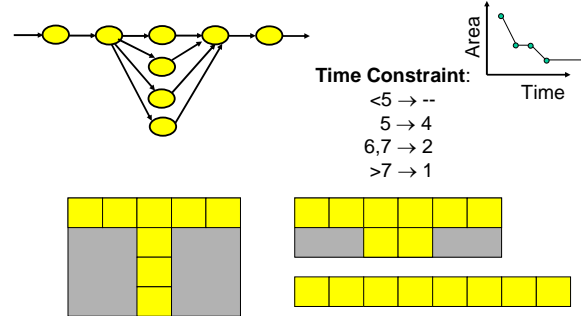 Area
Time
Time Constraint:
<5 → --
5 → 4
6,7 → 2
>7 → 1